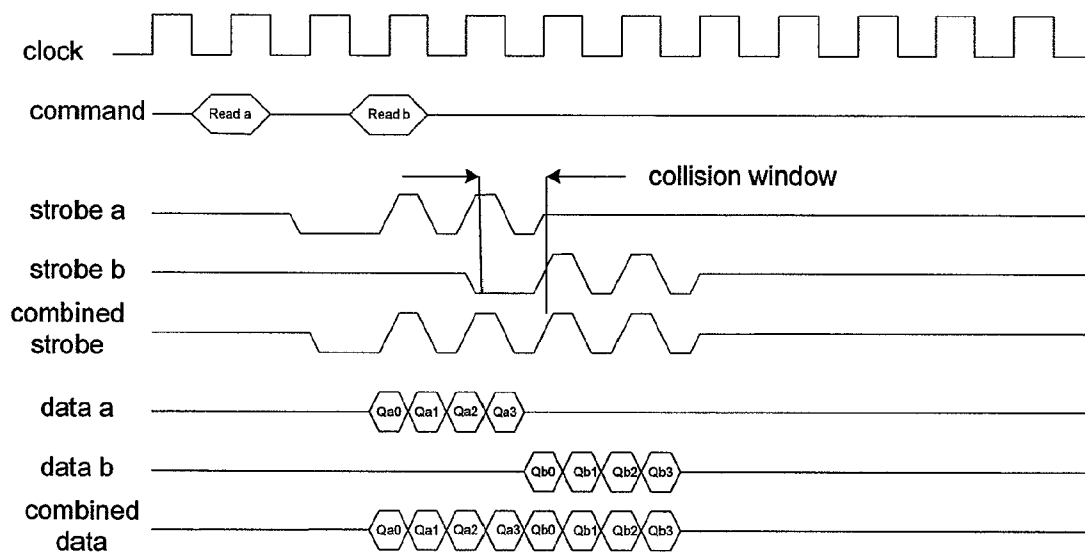 clock
command Read a Read b
collision window
strobe a
strobe b
combined
strobe
data a Qa0 Qa1 Qa2 Qa3
data b Qb0 Qb1 Qb2 Qb3
combined
data Qa0 Qa1 Qa2 Qa3 Qb0 Qb1 Qb2 Qb3